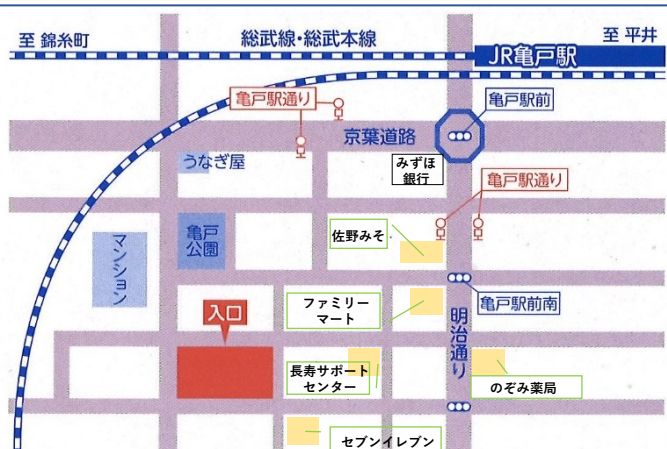 至 錦糸町
総武線・総武本線
至 平井
JR亀戸駅
亀戸駅通り
亀戸駅前
京葉道路
うなぎ屋
みずほ
銀行
亀戸駅通り
亀戸
公園
佐野みそ
マンション
ファミリー
マート
亀戸駅前南
入口
明治通り
長寿サポート
センター
のぞみ薬局
セブンイレブン